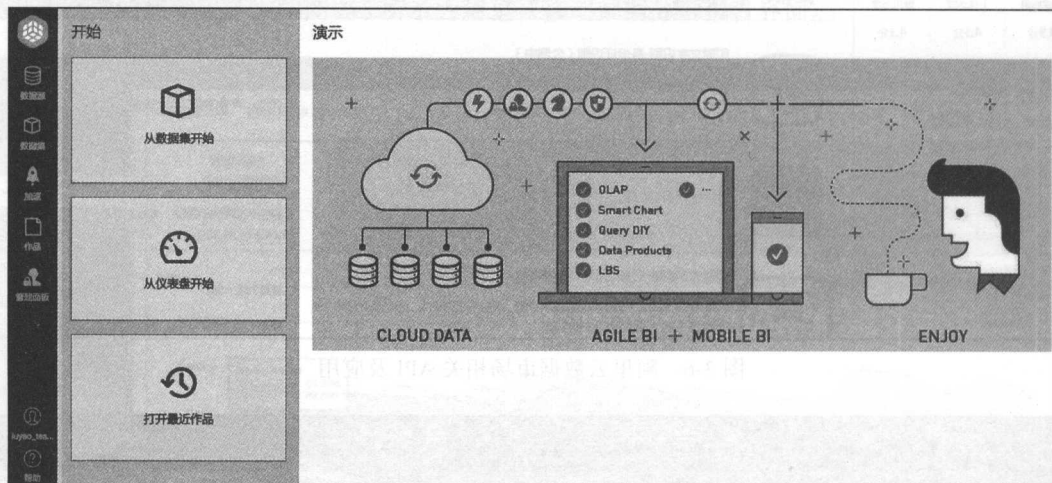 开始
演示
数据源
数据集
加速
作品
管理面板
帮助
从数据集开始
从仪表盘开始
打开最近作品
OLAP
Smart Chart
Query DIY
Data Products
LBS
CLOUD DATA
AGILE BI + MOBILE BI
ENJOY